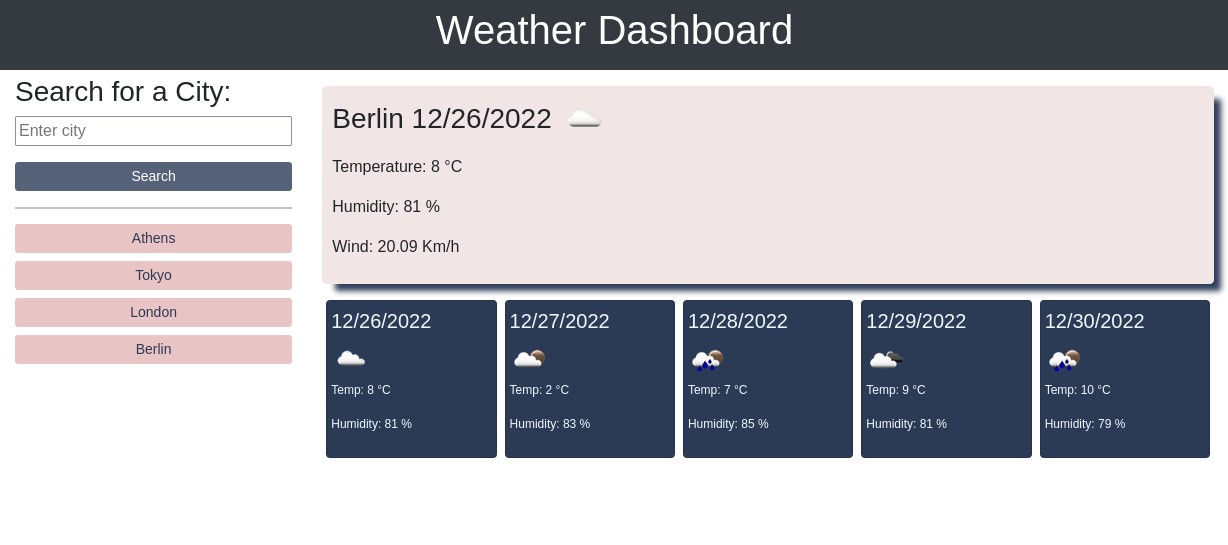 Weather Dashboard
Search for a City:
Enter city
Search
Athens
Tokyo
London
Berlin
Berlin 12/26/2022
Temperature: 8 °C
Humidity: 81 %
Wind: 20.09 Km/h
12/26/2022
Temp: 8 °C
Humidity: 81 %
12/27/2022
Temp: 2 °C
Humidity: 83 %
12/28/2022
Temp: 7 °C
Humidity: 85 %
12/29/2022
Temp: 9 °C
Humidity: 81 %
12/30/2022
Temp: 10 °C
Humidity: 79 %